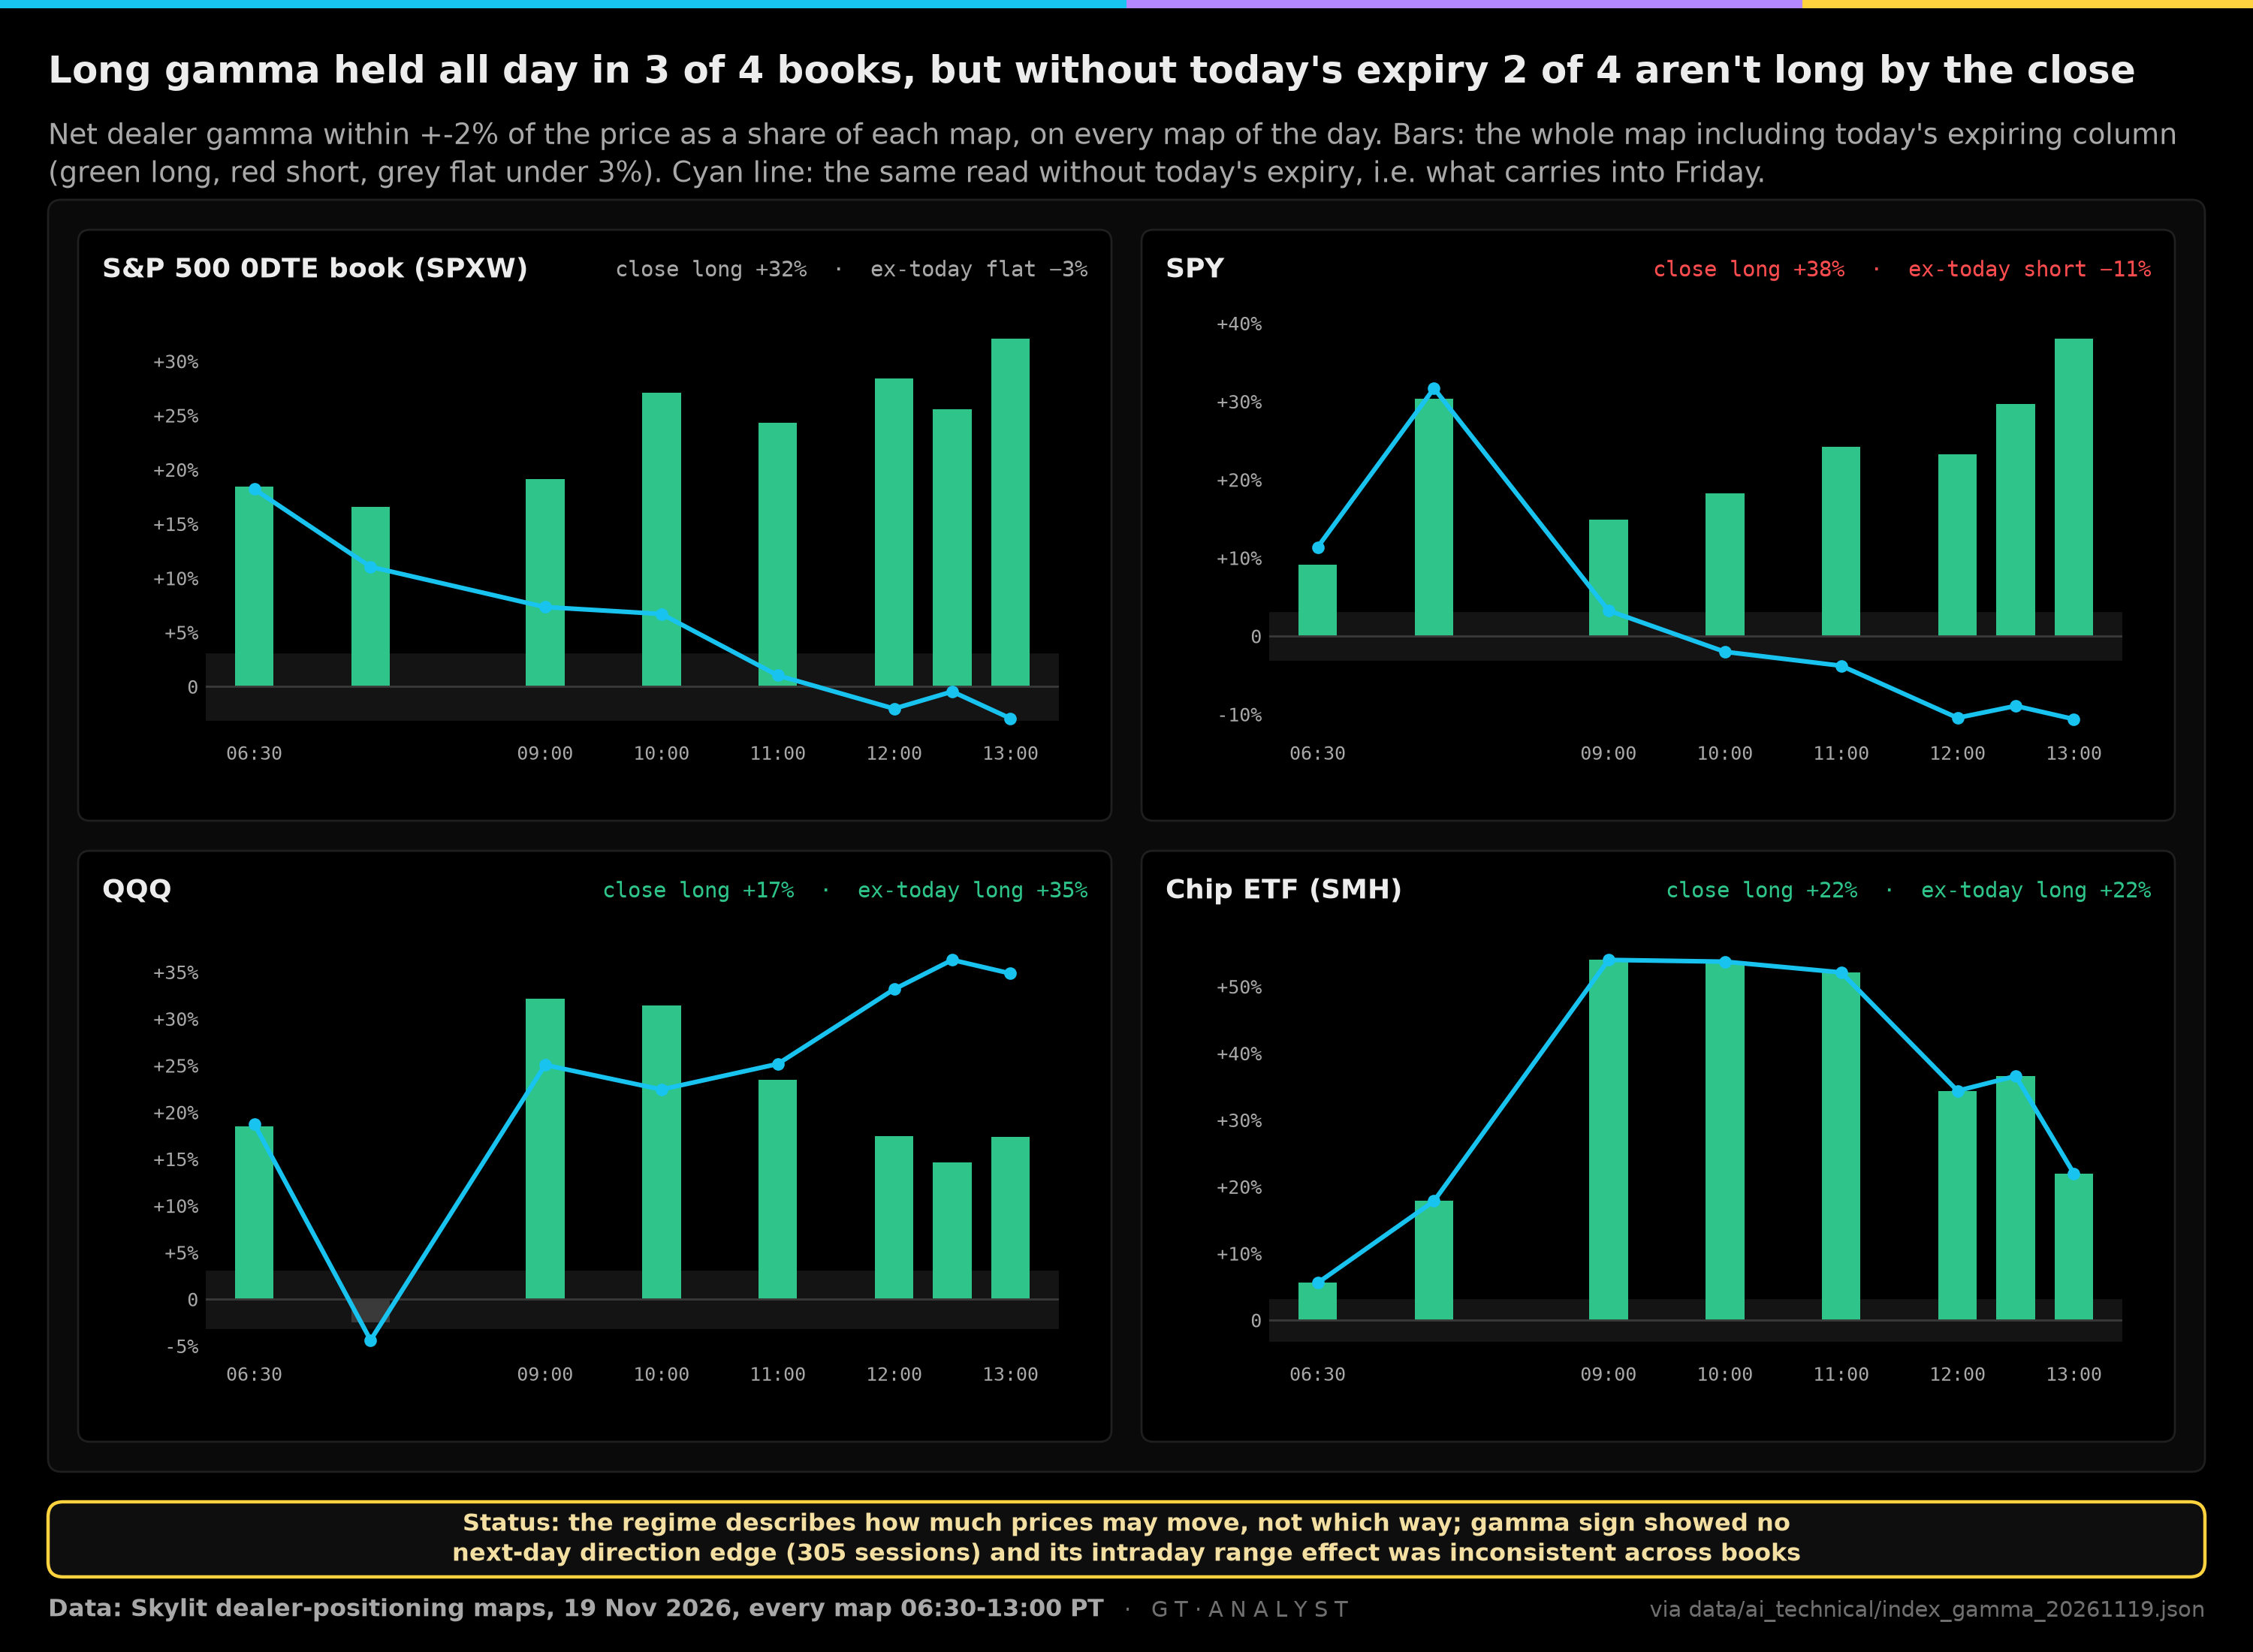 Long gamma held all day in 3 of 4 books, but without today's expiry 2 of 4 aren't long by the close
Net dealer gamma within +-2% of the price as a share of each map, on every map of the day. Bars: the whole map including today's expiring column
(green long, red short, grey flat under 3%). Cyan line: the same read without today's expiry, i.e. what carries into Friday.
S&P 500 0DTE book (SPXW)
close long +32% · ex-today flat −3%
+30%
+25%
+20%
+15%
+10%
+5%
0
06:30 09:00 10:00 11:00 12:00 13:00
SPY
close long +38% · ex-today short −11%
+40%
+30%
+20%
+10%
0
-10%
06:30 09:00 10:00 11:00 12:00 13:00
QQQ
close long +17% · ex-today long +35%
+35%
+30%
+25%
+20%
+15%
+10%
+5%
0
-5%
06:30 09:00 10:00 11:00 12:00 13:00
Chip ETF (SMH)
close long +22% · ex-today long +22%
+50%
+40%
+30%
+20%
+10%
0
06:30 09:00 10:00 11:00 12:00 13:00
Status: the regime describes how much prices may move, not which way; gamma sign showed no
next-day direction edge (305 sessions) and its intraday range effect was inconsistent across books
Data: Skylit dealer-positioning maps, 19 Nov 2026, every map 06:30-13:00 PT · GT·ANALYST
via data/ai_technical/index_gamma_20261119.json